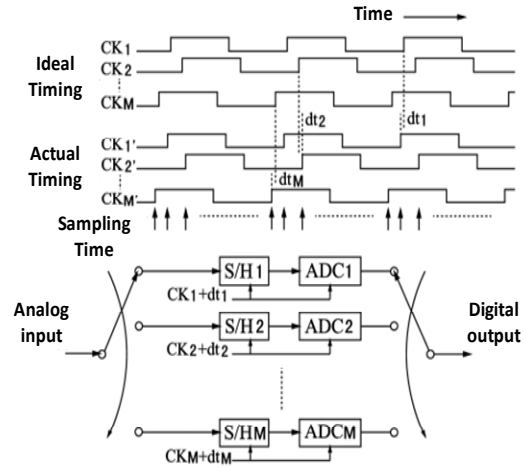 Time
CK1
Ideal
Timing
CK2
CKM
dt2
dt1
Actual
Timing
CK1'
CK2'
dtM
CKM'
Sampling
Time
S/H1
ADC1
CK1+dt1
Analog
input
S/H2
ADC2
Digital
output
CK2+dt2
S/HM
ADCM
CKM+dtM